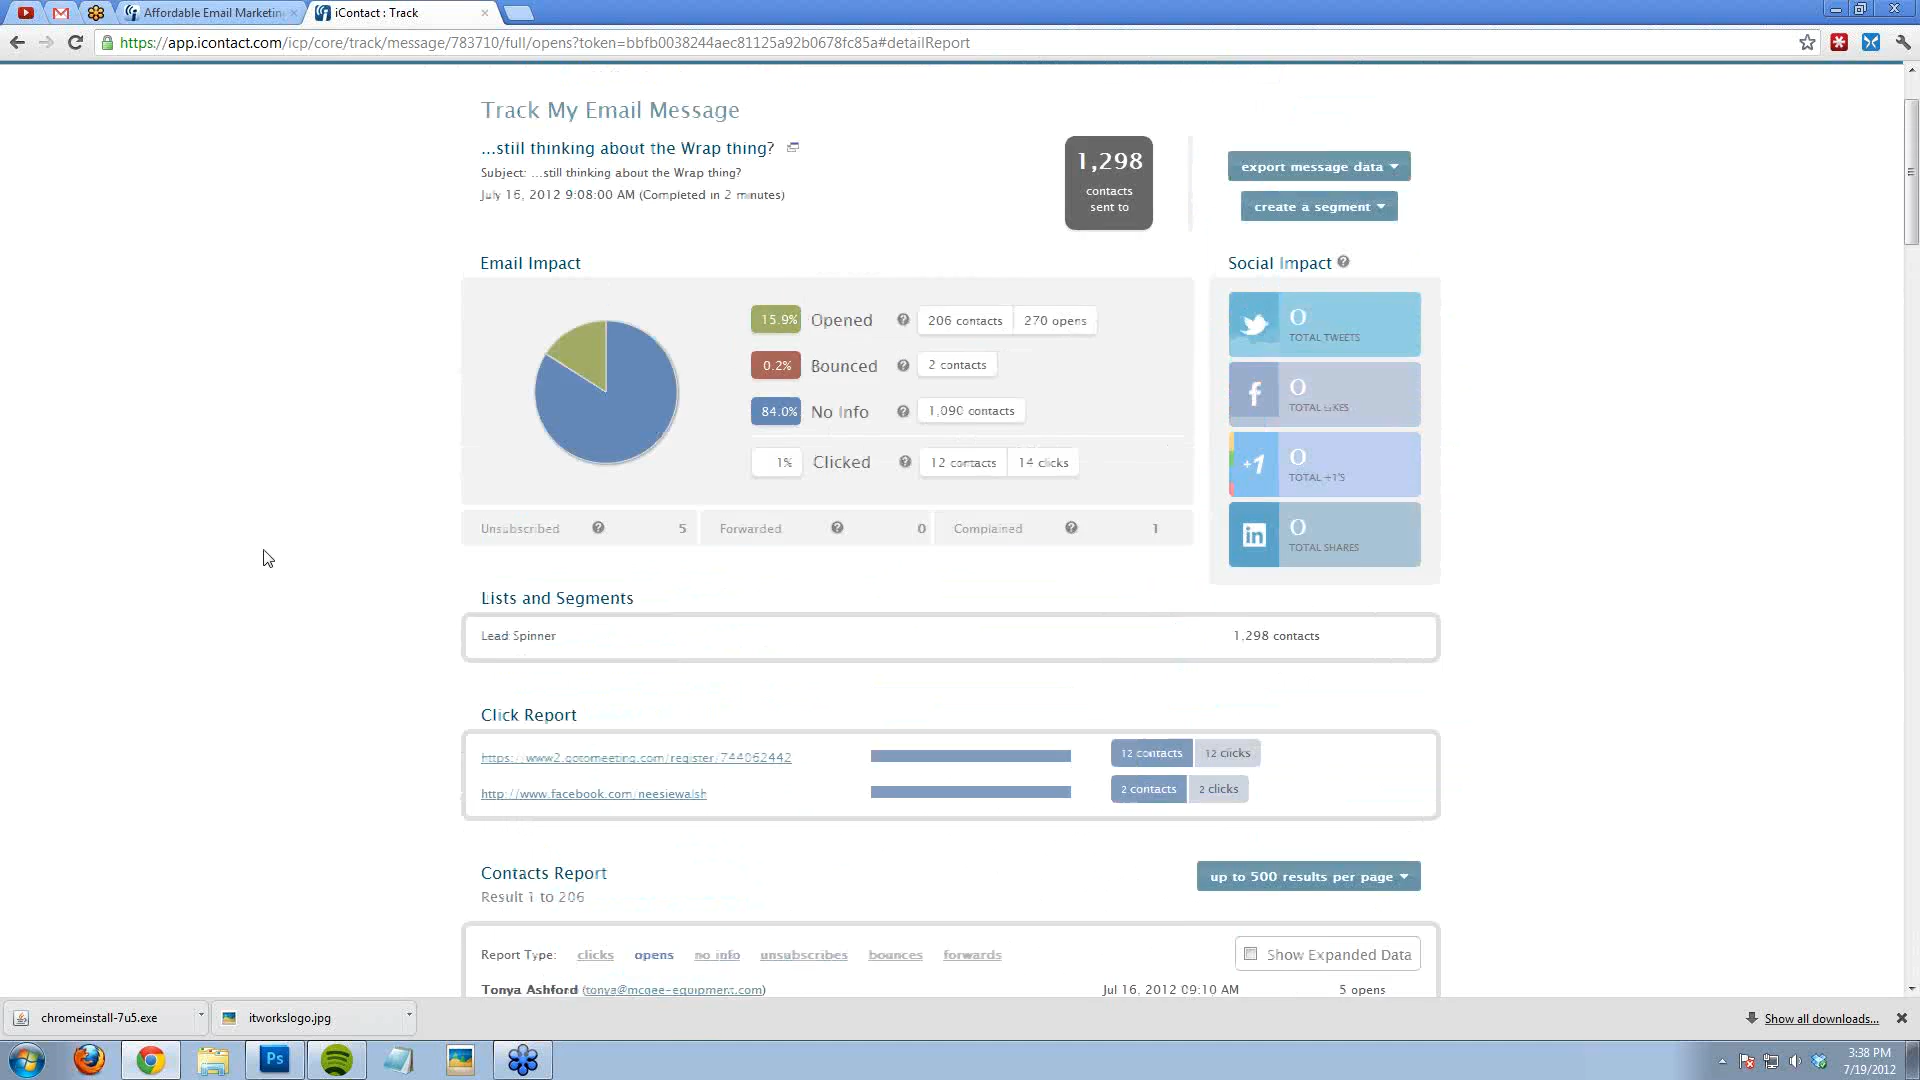 Affordable Email Marketin
iContact : Track
https://app.icontact.com/icp/core/track/message/783710/full/opens?token=bbfb0038244aec81125a92b0678fc85a#detailReport
Track My Email Message
...still thinking about the Wrap thing?
Subject: ...still thinking about the Wrap thing?
July 16, 2012 9:08:00 AM (Completed in 2 minutes)
1,298
contacts
sent to
export message data
create a segment
Email Impact
Social Impact
15.9% Opened 206 contacts 270 opens
0.2% Bounced 2 contacts
84.0% No Info 1,090 contacts
1% Clicked 12 contacts 14 clicks
Unsubscribed 5 Forwarded 0 Complained 1
0
TOTAL TWEETS
0
TOTAL LIKES
+1 0
TOTAL +1'S
in 0
TOTAL SHARES
Lists and Segments
Lead Spinner 1,298 contacts
Click Report
https://www2.gotomeeting.com/register/744062442 12 contacts 12 clicks
http://www.facebook.com/neesiewalsh 2 contacts 2 clicks
Contacts Report
Result 1 to 206
up to 500 results per page
Report Type: clicks opens no info unsubscribes bounces forwards
Show Expanded Data
Tonya Ashford (tonya@mcgee-equipment.com) Jul 16, 2012 09:10 AM 5 opens
chromeinstall-7u5.exe
itworkslogo.jpg
Show all downloads...
Ps
3:38 PM
7/19/2012